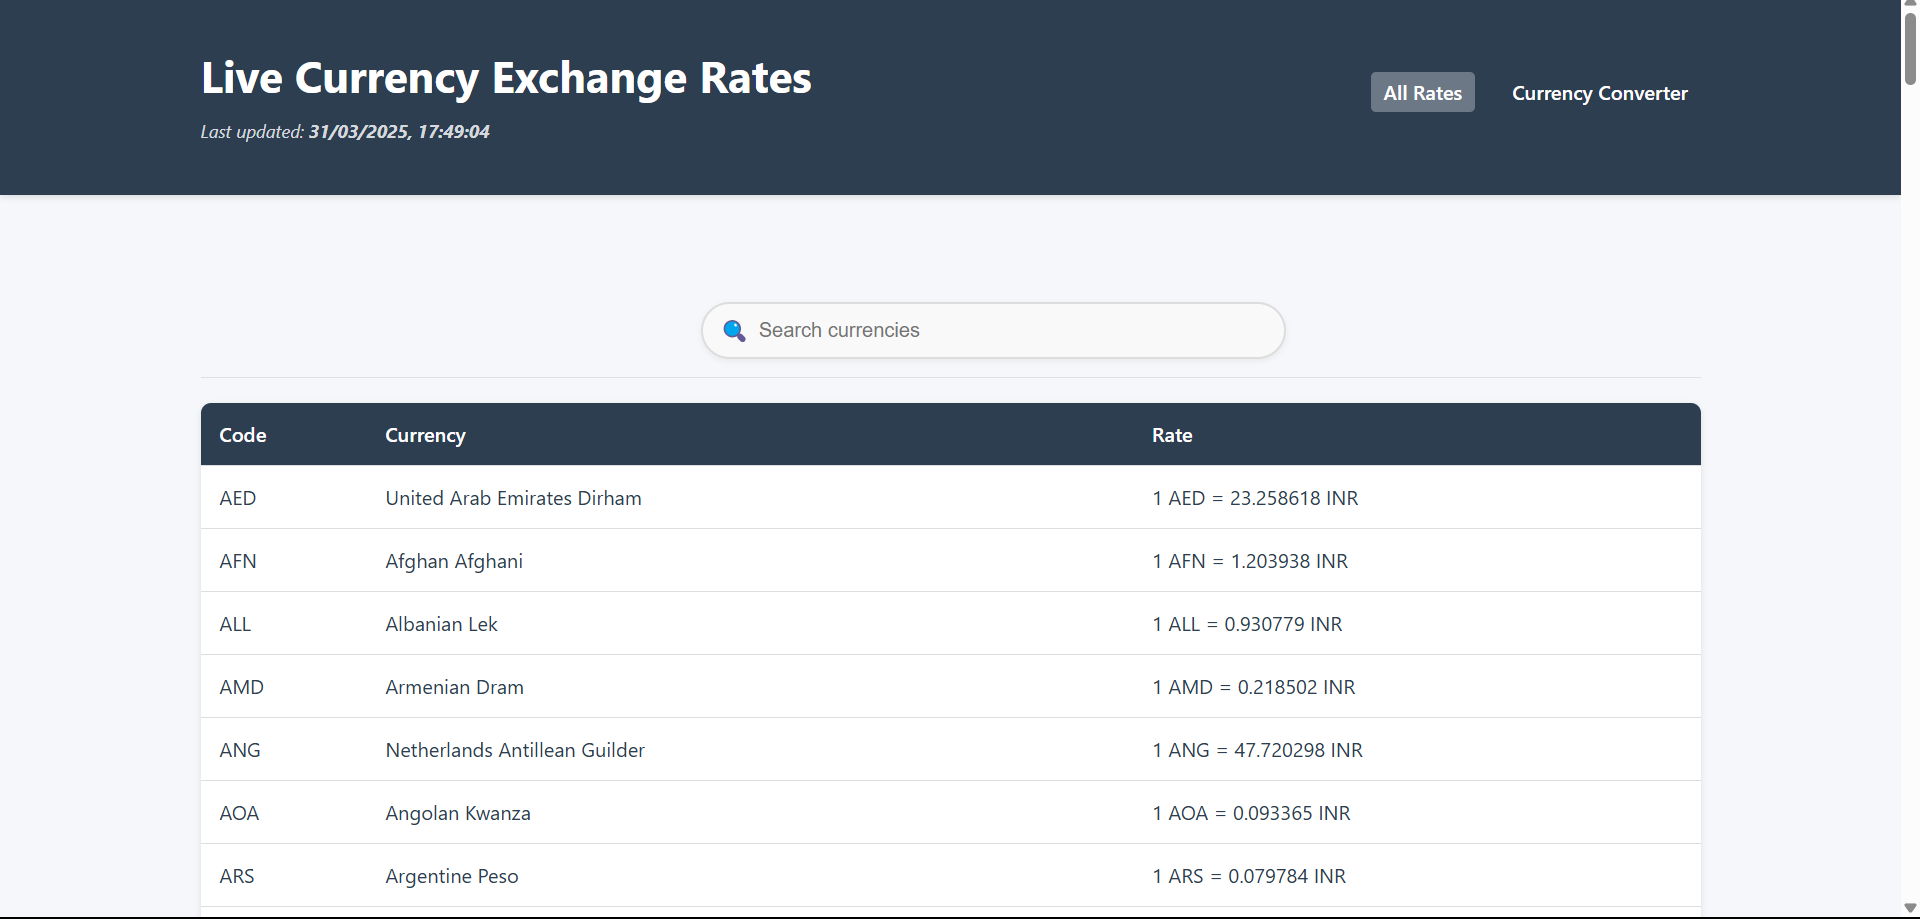 Live Currency Exchange Rates
Last updated: 31/03/2025, 17:49:04
All Rates
Currency Converter
Search currencies
Code Currency Rate
AED United Arab Emirates Dirham 1 AED = 23.258618 INR
AFN Afghan Afghani 1 AFN = 1.203938 INR
ALL Albanian Lek 1 ALL = 0.930779 INR
AMD Armenian Dram 1 AMD = 0.218502 INR
ANG Netherlands Antillean Guilder 1 ANG = 47.720298 INR
AOA Angolan Kwanza 1 AOA = 0.093365 INR
ARS Argentine Peso 1 ARS = 0.079784 INR